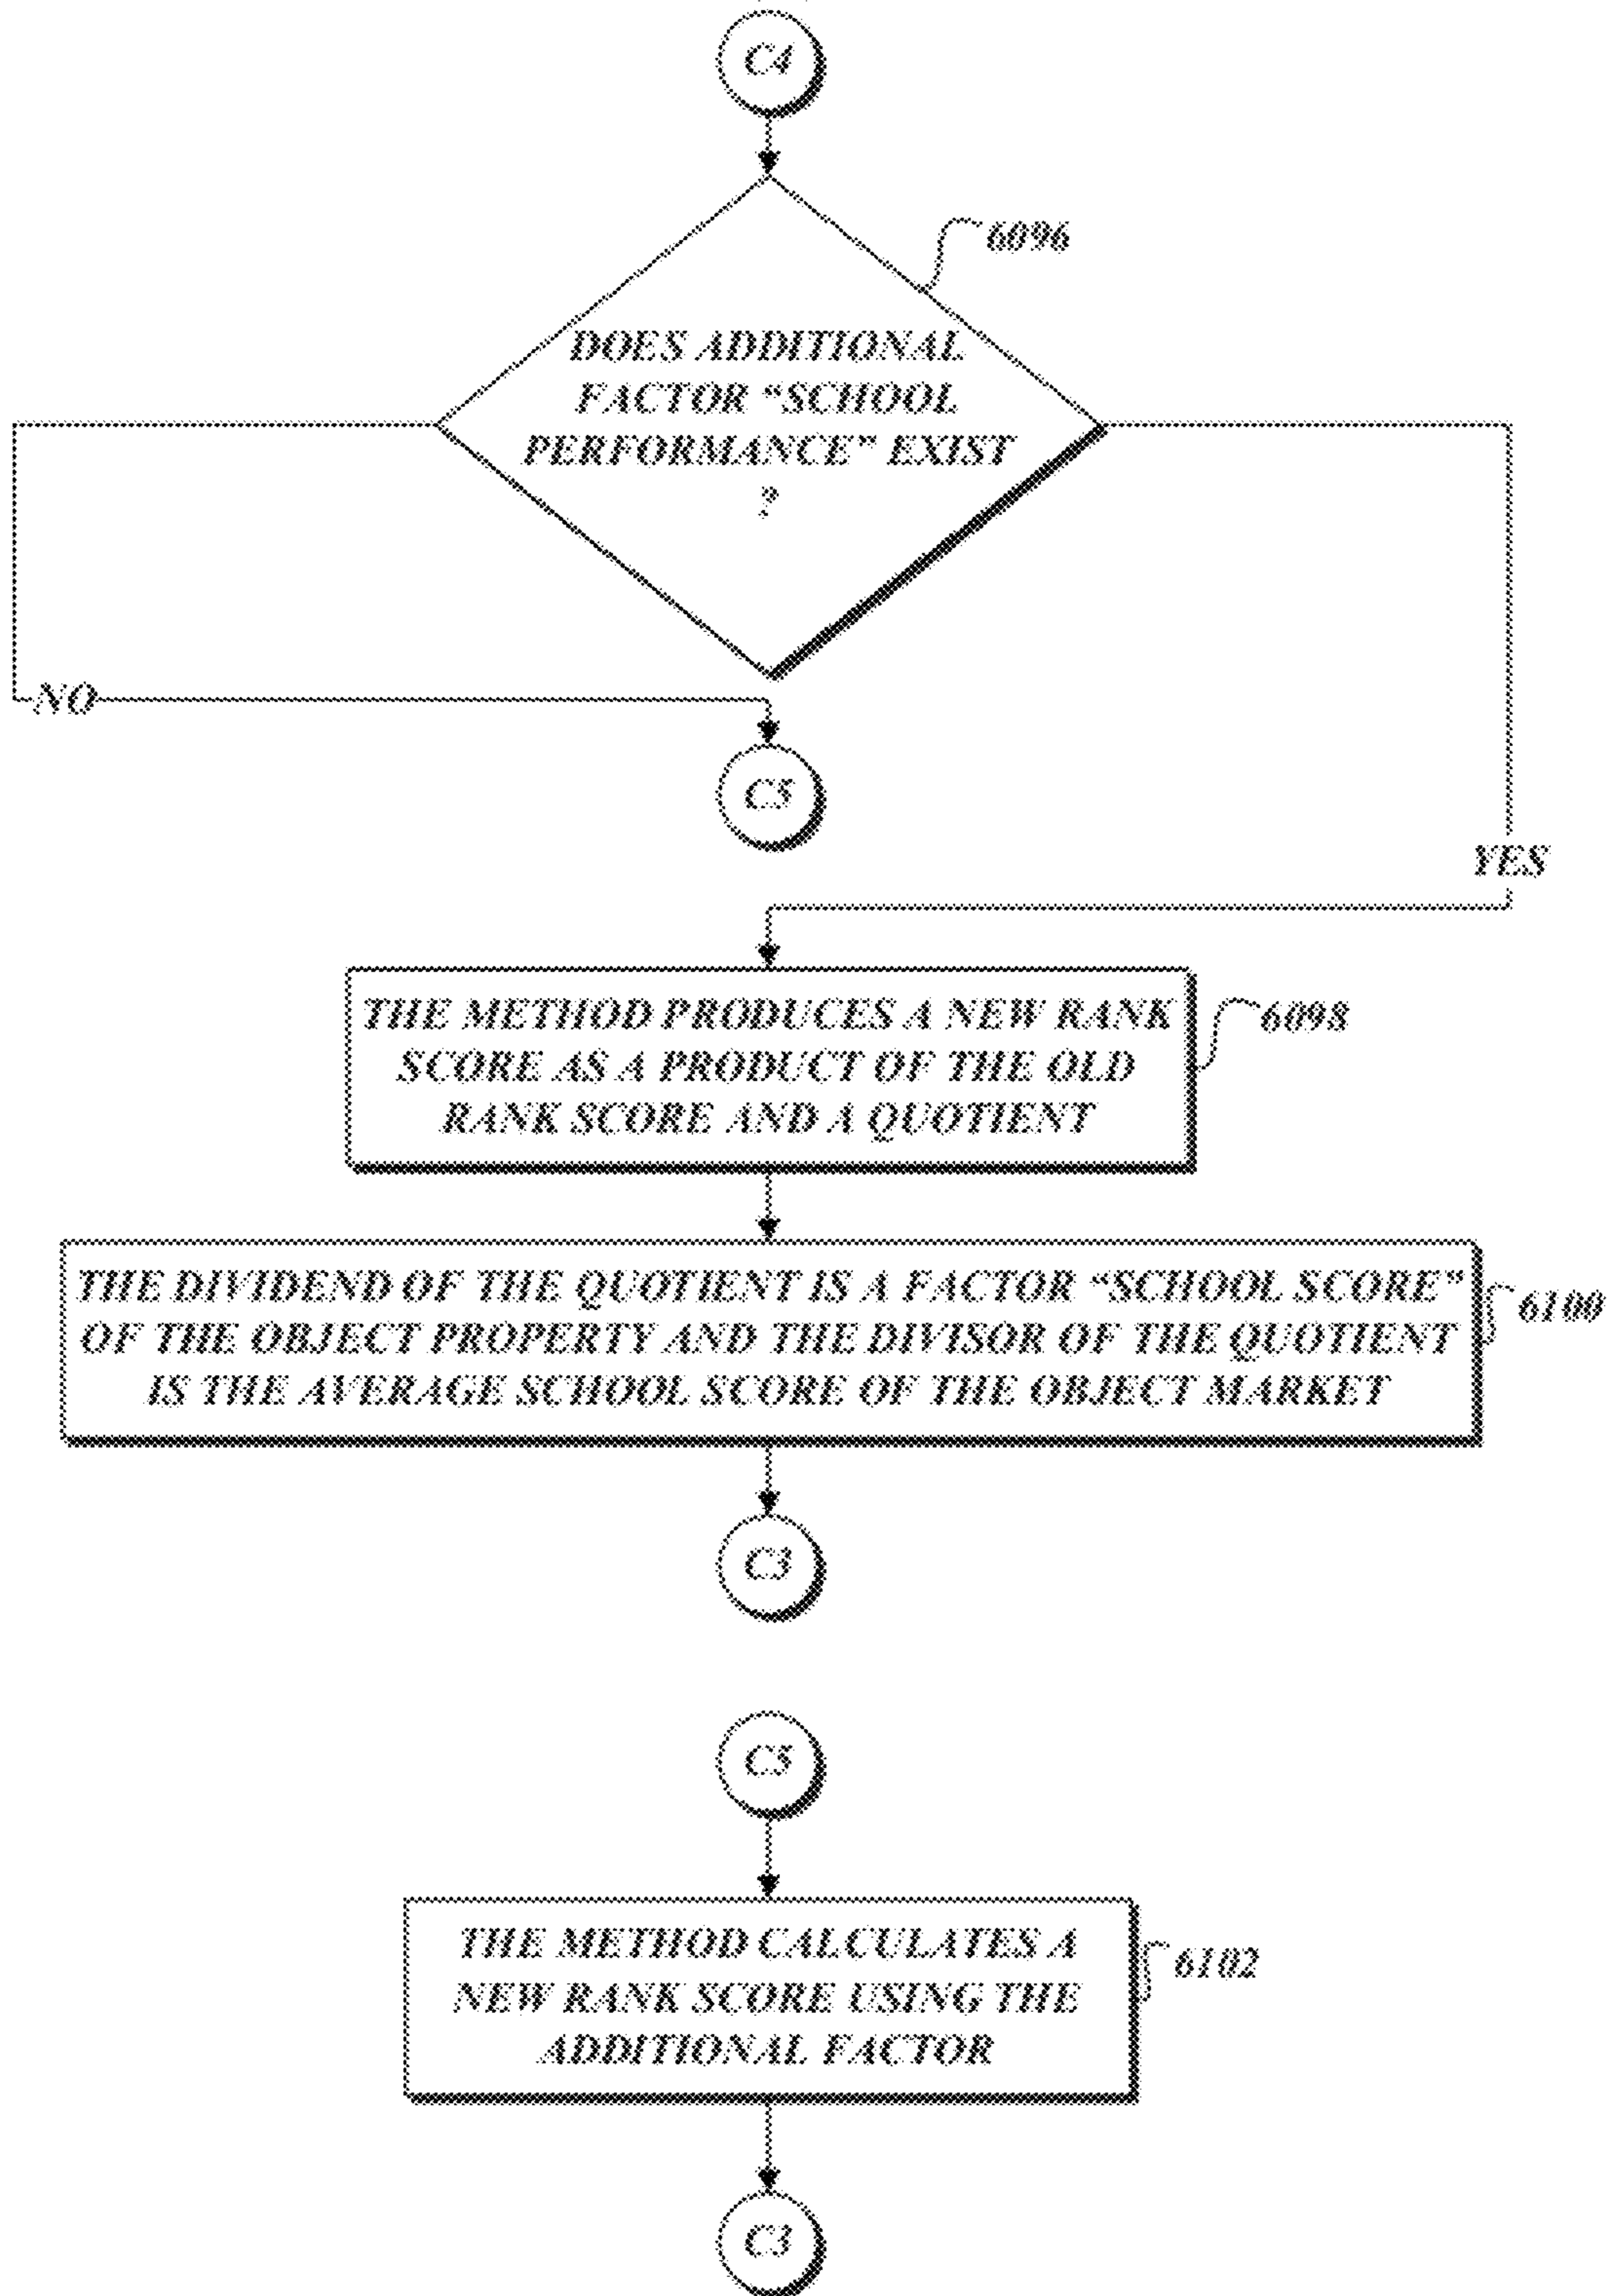 C4
6096
DOES ADDITIONAL
FACTOR “SCHOOL
PERFORMANCE” EXIST
?
NO
C5
YES
THE METHOD PRODUCES A NEW RANK
SCORE AS A PRODUCT OF THE OLD
RANK SCORE AND A QUOTIENT
6098
THE DIVIDEND OF THE QUOTIENT IS A FACTOR “SCHOOL SCORE”
OF THE OBJECT PROPERTY AND THE DIVISOR OF THE QUOTIENT
IS THE AVERAGE SCHOOL SCORE OF THE OBJECT MARKET
6100
C3
C5
THE METHOD CALCULATES A
NEW RANK SCORE USING THE
ADDITIONAL FACTOR
6102
C3